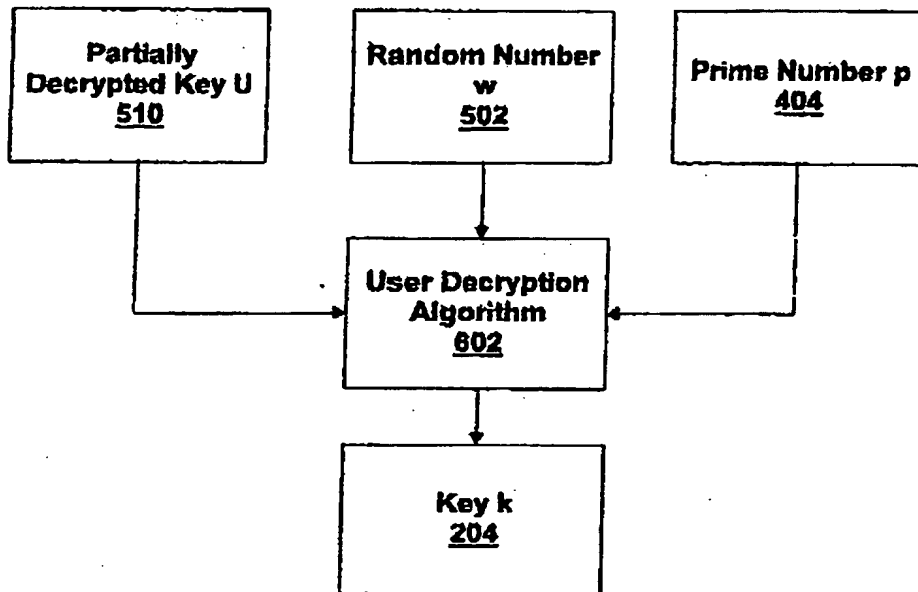 Partially
Decrypted Key U
510
Random Number
w
502
Prime Number p
404
User Decryption
Algorithm
602
Key k
204